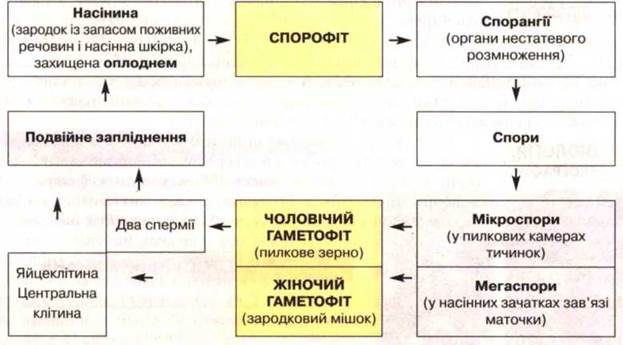 Насінина
(зародок із запасом поживних
речовин і насінна шкірка),
захищена оплоднем
СПОРОФІТ
Спорангії
(органи нестатевого
розмноження)
Подвійне запліднення
Спори
Два спермії
ЧОЛОВІЧИЙ
ГАМЕТОФІТ
(пилкове зерно)
Мікроспори
(у пилкових камерах
тичинок)
Яйцеклітина
Центральна
клітина
ЖІНОЧИЙ
ГАМЕТОФІТ
(зародковий мішок)
Мегаспори
(у насінних зачатках зав'язі
маточки)